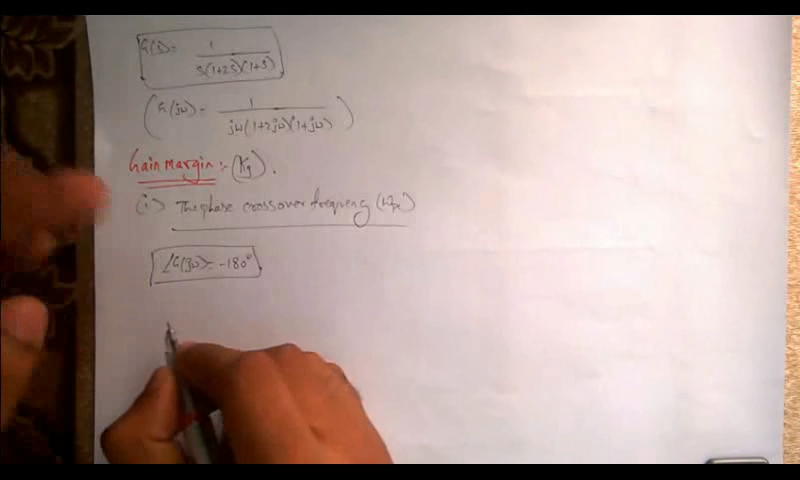 G(s) = 1 / s(1+2s)(1+s)
(G(jω) = 1 / jω(1+2jω)(1+jω))
Gain margin :- (Kg).
(i) The phase crossover frequency (ωpc)
∠G(jω) = -180°